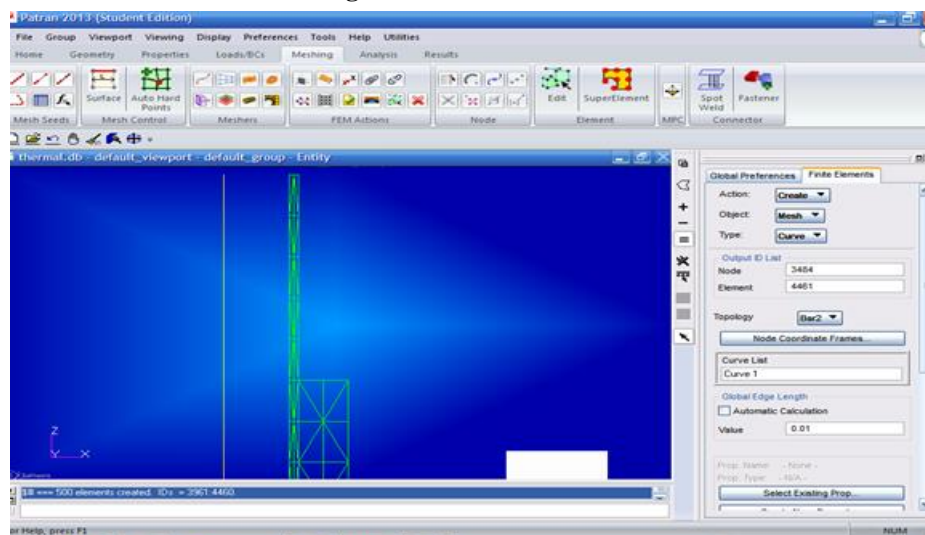 Patran 2013 (Student Edition)
File Group Viewport Viewing Display Preferences Tools Help Utilities
Home Geometry Properties Loads/BCs Meshing Analysis Results
Surface Auto Hard Points Edit SuperElement Spot Weld Fastener
Mesh Seeds Mesh Control Meshers FEM Actions Node Element MPC Connector
thermal.db - default_viewport - default_group - Entity
Global Preferences Finite Elements
Action: Create
Object: Mesh
Type: Curve
Output ID List
Node 3484
Element 4461
Topology Bar2
Node Coordinate Frames...
Curve List
Curve 1
Global Edge Length
Automatic Calculation
Value 0.01
Prop. Name: - None -
Prop. Type: - N/A -
Select Existing Prop...
Z
Y X
18 === 500 elements created. IDs = 3961:4460.
or Help, press F1
NUM